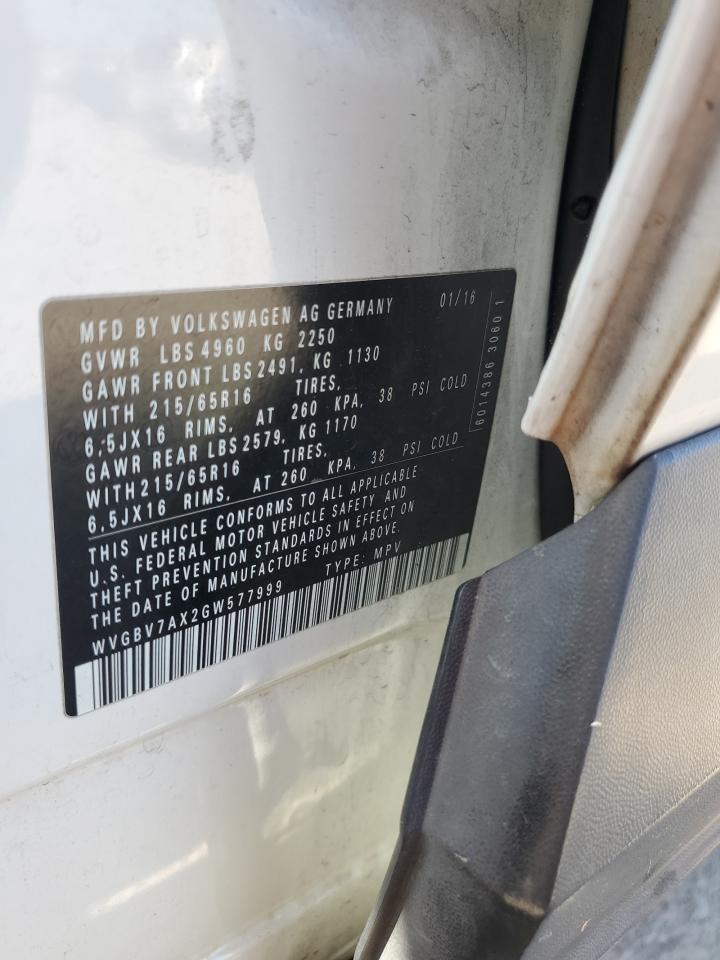 MFD BY VOLKSWAGEN AG GERMANY 01/16
GVWR LBS 4960 KG 2250
GAWR FRONT LBS 2491, KG 1130
WITH 215/65R16 TIRES,
6,5JX16 RIMS, AT 260 KPA, 38 PSI COLD
GAWR REAR LBS 2579, KG 1170
WITH 215/65R16 TIRES,
6,5JX16 RIMS, AT 260 KPA, 38 PSI COLD
THIS VEHICLE CONFORMS TO ALL APPLICABLE
U.S. FEDERAL MOTOR VEHICLE SAFETY AND
THEFT PREVENTION STANDARDS IN EFFECT ON
THE DATE OF MANUFACTURE SHOWN ABOVE.
WVGBV7AX2GW577999 TYPE: MPV
6014386 3060 1